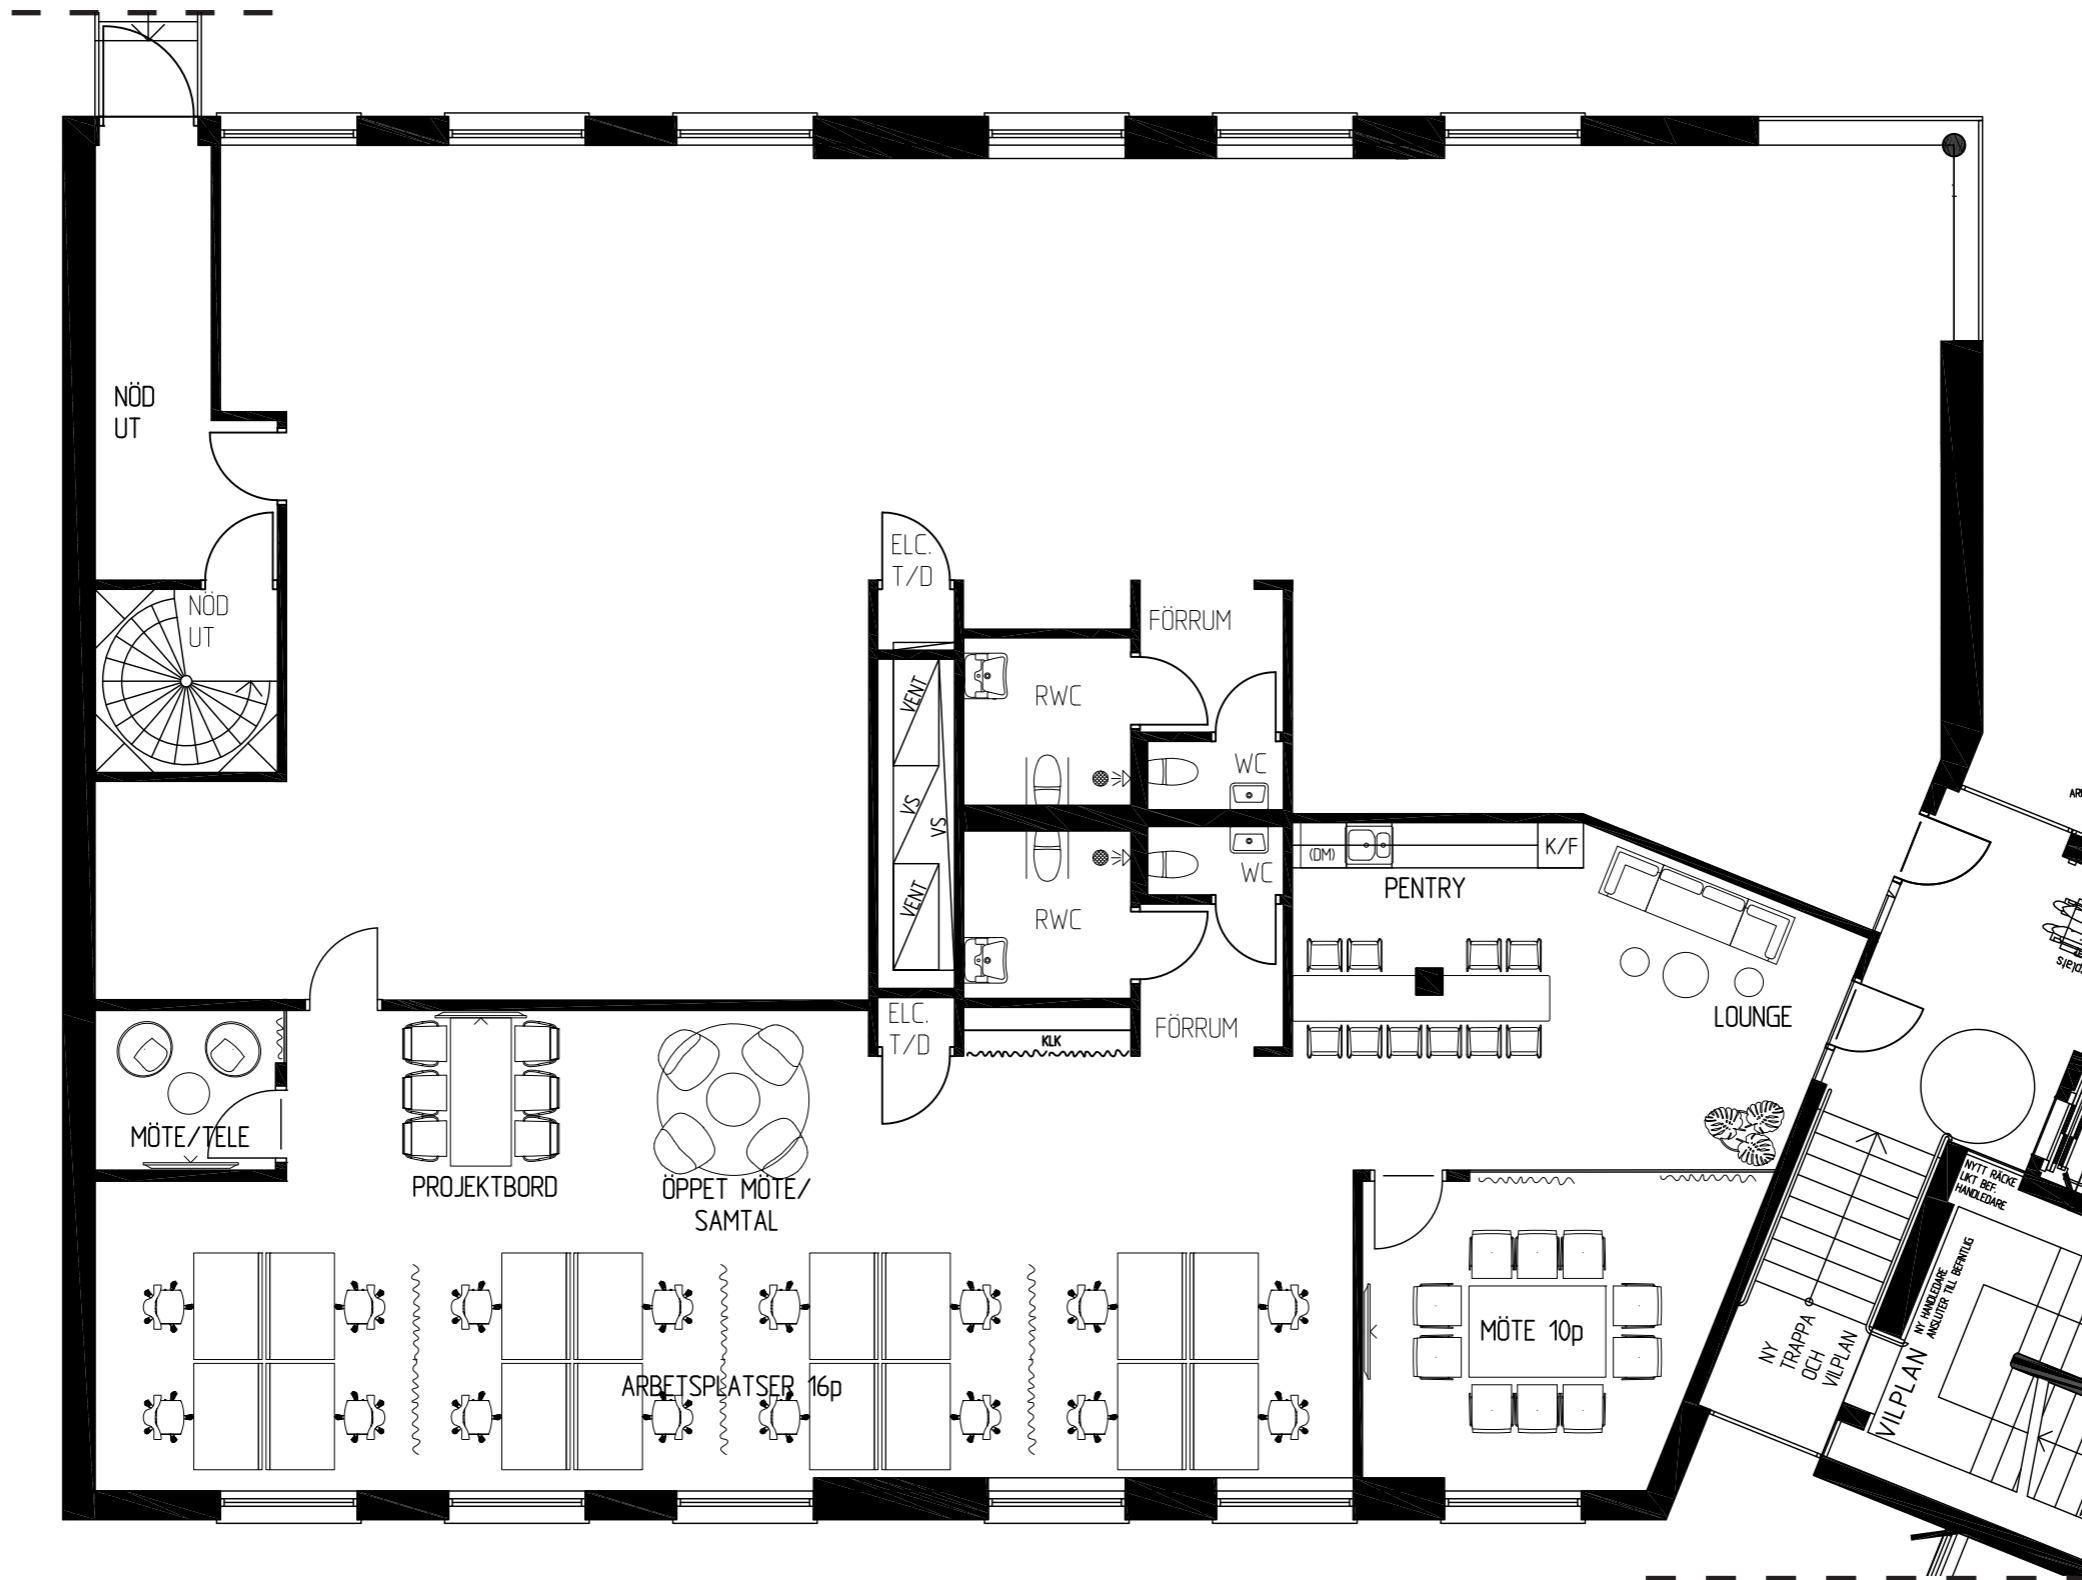 NÖD
UT
ELC.
T/D
NÖD
UT
FÖRRUM
VENT
RWC
WC
VS
VS
(DM)
K/F
WC
PENTRY
VENT
RWC
ELC.
T/D
KLK
FÖRRUM
LOUNGE
MÖTE/TELE
PROJEKTBORD
ÖPPET MÖTE/
SAMTAL
NYTT RÄCKE
LIKT BEF.
HANDLEDARE
NY HANDLEDARE
ANSLUTER TILL BEFINTLIG
MÖTE 10p
NY
TRAPPA
OCH
VILPLAN
VILPLAN
ARBETSPLATSER 16p